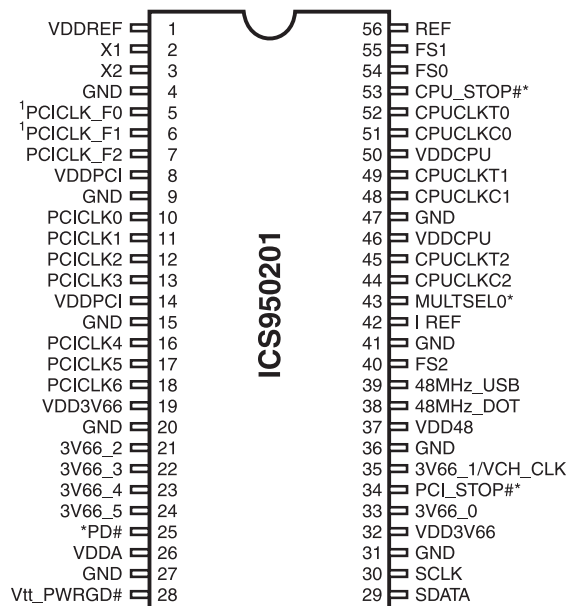 VDDREF 1 56 REF
X1 2 55 FS1
X2 3 54 FS0
GND 4 53 CPU_STOP#*
¹PCICLK_F0 5 52 CPUCLKT0
¹PCICLK_F1 6 51 CPUCLKC0
PCICLK_F2 7 50 VDDCPU
VDDPCI 8 49 CPUCLKT1
GND 9 48 CPUCLKC1
PCICLK0 10 47 GND
PCICLK1 11 46 VDDCPU
PCICLK2 12 45 CPUCLKT2
PCICLK3 13 44 CPUCLKC2
VDDPCI 14 43 MULTSEL0*
GND 15 42 I REF
PCICLK4 16 41 GND
PCICLK5 17 40 FS2
PCICLK6 18 39 48MHz_USB
VDD3V66 19 38 48MHz_DOT
GND 20 37 VDD48
3V66_2 21 36 GND
3V66_3 22 35 3V66_1/VCH_CLK
3V66_4 23 34 PCI_STOP#*
3V66_5 24 33 3V66_0
*PD# 25 32 VDD3V66
VDDA 26 31 GND
GND 27 30 SCLK
Vtt_PWRGD# 28 29 SDATA
ICS950201